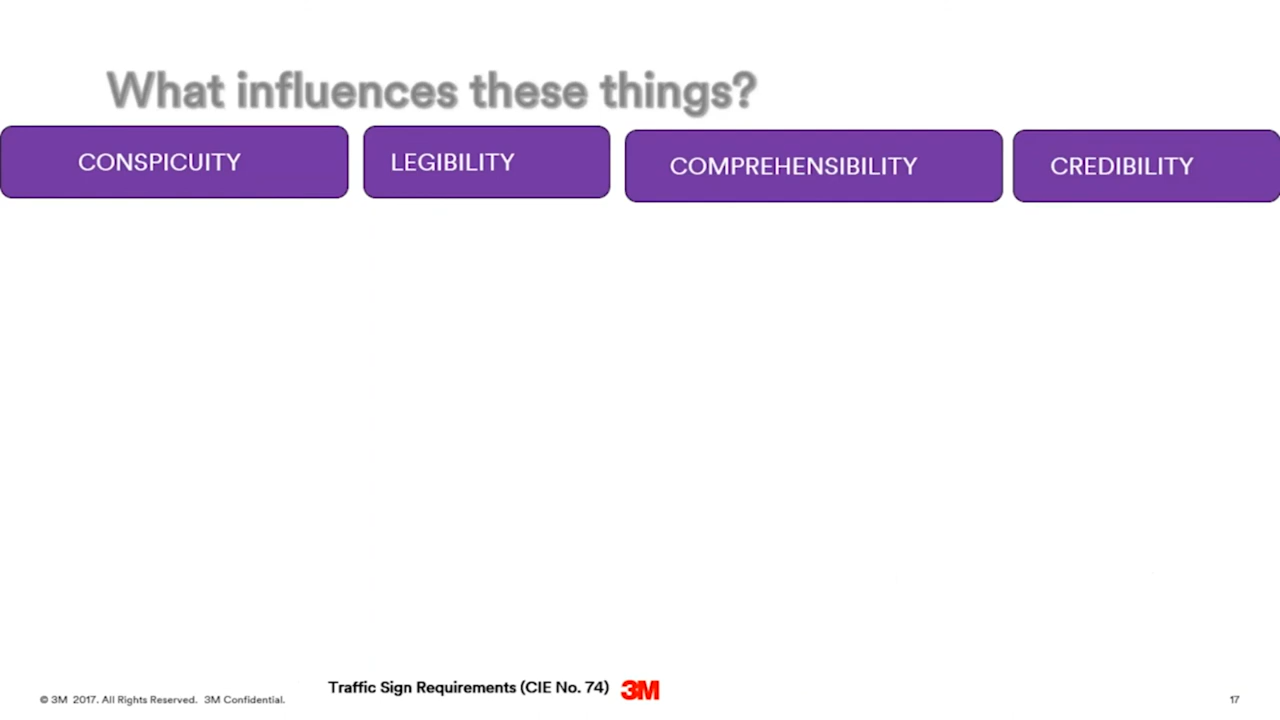 What influences these things?
CONSPICUITY
LEGIBILITY
COMPREHENSIBILITY
CREDIBILITY
Traffic Sign Requirements (CIE No. 74)
3M
© 3M 2017. All Rights Reserved. 3M Confidential.
17